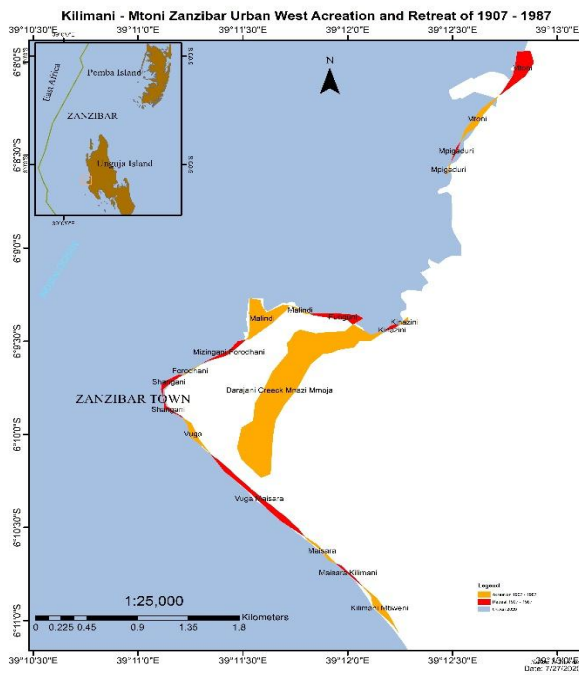 Kilimani - Mtoni Zanzibar Urban West Acreation and Retreat of 1907 - 1987
39°10'30"E 39°11'0"E 39°11'30"E 39°12'0"E 39°12'30"E 39°13'0"E
6°8'0"S
6°8'30"S
6°9'0"S
6°9'30"S
6°10'0"S
6°10'30"S
6°11'0"S
East Africa
Pemba Island
ZANZIBAR
Unguja Island
N
Mtoni
Mpigaduri
Mpigaduri
Malindi
Malind
Kinazini
Mizingani Forodhani
Forodhani
Shangani
Darajani Creeck Mnazi Mmoja
ZANZIBAR TOWN
Shangani
Vuga
Vuga Maisara
Maisara
Maisara Kilimani
Kilimani Mbweni
1:25,000
Kilometers
0 0.225 0.45 0.9 1.35 1.8
Legend
39°10'30"E 39°11'0"E 39°11'30"E 39°12'0"E 39°12'30"E